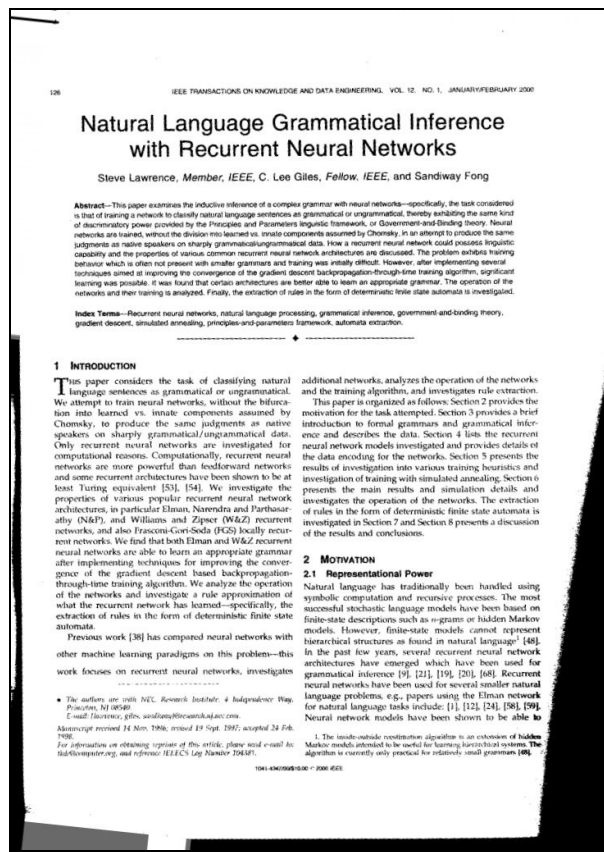 126
IEEE TRANSACTIONS ON KNOWLEDGE AND DATA ENGINEERING, VOL. 12, NO. 1, JANUARY/FEBRUARY 2000
Natural Language Grammatical Inference
with Recurrent Neural Networks
Steve Lawrence, Member, IEEE, C. Lee Giles, Fellow, IEEE, and Sandiway Fong
Abstract—This paper examines the inductive inference of a complex grammar with neural networks—specifically, the task considered
is that of training a network to classify natural language sentences as grammatical or ungrammatical, thereby exhibiting the same kind
of discriminatory power provided by the Principles and Parameters linguistic framework, or Government-and-Binding theory. Neural
networks are trained, without the division into learned vs. innate components assumed by Chomsky, in an attempt to produce the same
judgments as native speakers on sharply grammatical/ungrammatical data. How a recurrent neural network could possess linguistic
capability and the properties of various common recurrent neural network architectures are discussed. The problem exhibits training
behavior which is often not present with smaller grammars and training was initially difficult. However, after implementing several
techniques aimed at improving the convergence of the gradient descent backpropagation-through-time training algorithm, significant
learning was possible. It was found that certain architectures are better able to learn an appropriate grammar. The operation of the
networks and their training is analyzed. Finally, the extraction of rules in the form of deterministic finite state automata is investigated.
Index Terms—Recurrent neural networks, natural language processing, grammatical inference, government-and-binding theory,
gradient descent, simulated annealing, principles-and-parameters framework, automata extraction.
1 INTRODUCTION
THIS paper considers the task of classifying natural
language sentences as grammatical or ungrammatical.
We attempt to train neural networks, without the bifurca-
tion into learned vs. innate components assumed by
Chomsky, to produce the same judgments as native
speakers on sharply grammatical/ungrammatical data.
Only recurrent neural networks are investigated for
computational reasons. Computationally, recurrent neural
networks are more powerful than feedforward networks
and some recurrent architectures have been shown to be at
least Turing equivalent [53], [54]. We investigate the
properties of various popular recurrent neural network
architectures, in particular Elman, Narendra and Parthasar-
athy (N&P), and Williams and Zipser (W&Z) recurrent
networks, and also Frasconi-Gori-Soda (FGS) locally recur-
rent networks. We find that both Elman and W&Z recurrent
neural networks are able to learn an appropriate grammar
after implementing techniques for improving the conver-
gence of the gradient descent based backpropagation-
through-time training algorithm. We analyze the operation
of the networks and investigate a rule approximation of
what the recurrent network has learned—specifically, the
extraction of rules in the form of deterministic finite state
automata.
Previous work [38] has compared neural networks with
other machine learning paradigms on this problem—this
work focuses on recurrent neural networks, investigates
• The authors are with NEC Research Institute, 4 Independence Way,
Princeton, NJ 08540.
E-mail: {lawrence, giles, sandiway}@research.nj.nec.com.
Manuscript received 14 Nov. 1996; revised 19 Sept. 1997; accepted 24 Feb.
1998.
For information on obtaining reprints of this article, please send e-mail to:
tkde@computer.org, and reference IEEECS Log Number 104381.
additional networks, analyzes the operation of the networks
and the training algorithm, and investigates rule extraction.
This paper is organized as follows: Section 2 provides the
motivation for the task attempted. Section 3 provides a brief
introduction to formal grammars and grammatical infer-
ence and describes the data. Section 4 lists the recurrent
neural network models investigated and provides details of
the data encoding for the networks. Section 5 presents the
results of investigation into various training heuristics and
investigation of training with simulated annealing. Section 6
presents the main results and simulation details and
investigates the operation of the networks. The extraction
of rules in the form of deterministic finite state automata is
investigated in Section 7 and Section 8 presents a discussion
of the results and conclusions.
2 MOTIVATION
2.1 Representational Power
Natural language has traditionally been handled using
symbolic computation and recursive processes. The most
successful stochastic language models have been based on
finite-state descriptions such as n-grams or hidden Markov
models. However, finite-state models cannot represent
hierarchical structures as found in natural language¹ [48].
In the past few years, several recurrent neural network
architectures have emerged which have been used for
grammatical inference [9], [21], [19], [20], [68]. Recurrent
neural networks have been used for several smaller natural
language problems, e.g., papers using the Elman network
for natural language tasks include: [1], [12], [24], [58], [59].
Neural network models have been shown to be able to
1. The inside-outside reestimation algorithm is an extension of hidden
Markov models intended to be useful for learning hierarchical systems. The
algorithm is currently only practical for relatively small grammars [48].
1041-4347/00/$10.00 © 2000 IEEE